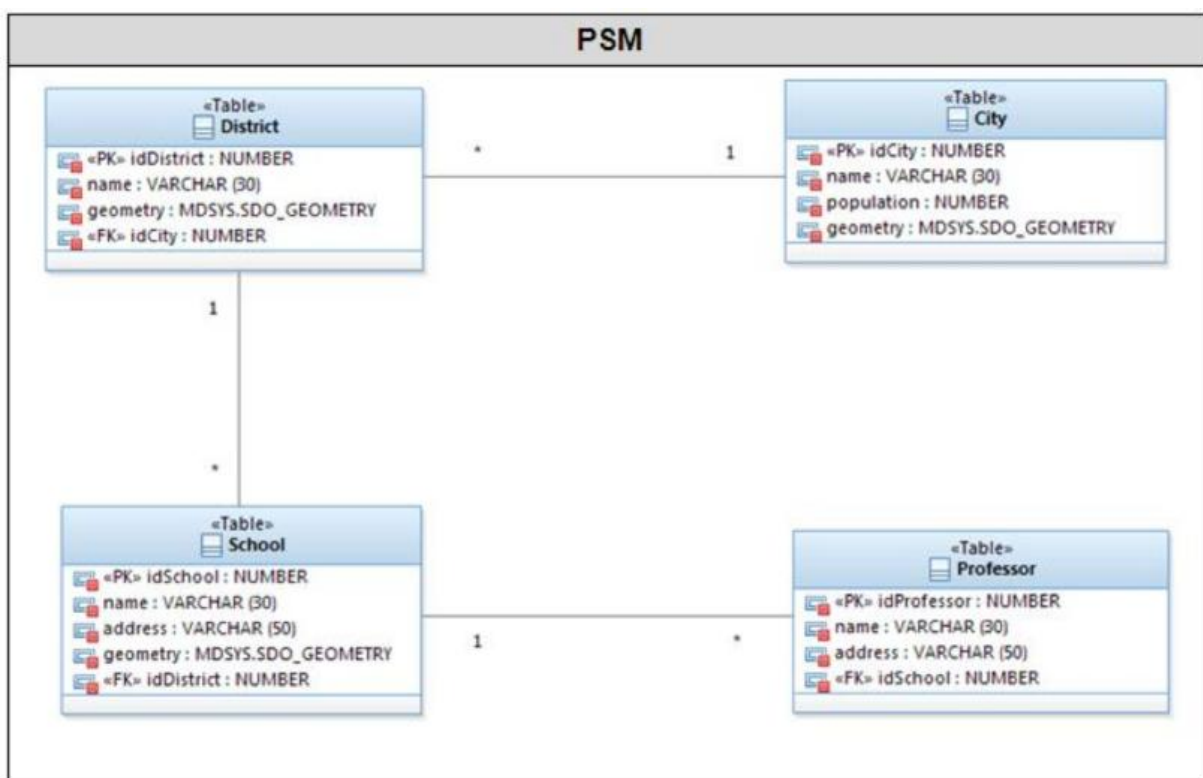 PSM
«Table»
District
«PK» idDistrict : NUMBER
name : VARCHAR (30)
geometry : MDSYS.SDO_GEOMETRY
«FK» idCity : NUMBER
* 1
«Table»
City
«PK» idCity : NUMBER
name : VARCHAR (30)
population : NUMBER
geometry : MDSYS.SDO_GEOMETRY
1
*
«Table»
School
«PK» idSchool : NUMBER
name : VARCHAR (30)
address : VARCHAR (50)
geometry : MDSYS.SDO_GEOMETRY
«FK» idDistrict : NUMBER
1 *
«Table»
Professor
«PK» idProfessor : NUMBER
name : VARCHAR (30)
address : VARCHAR (50)
«FK» idSchool : NUMBER